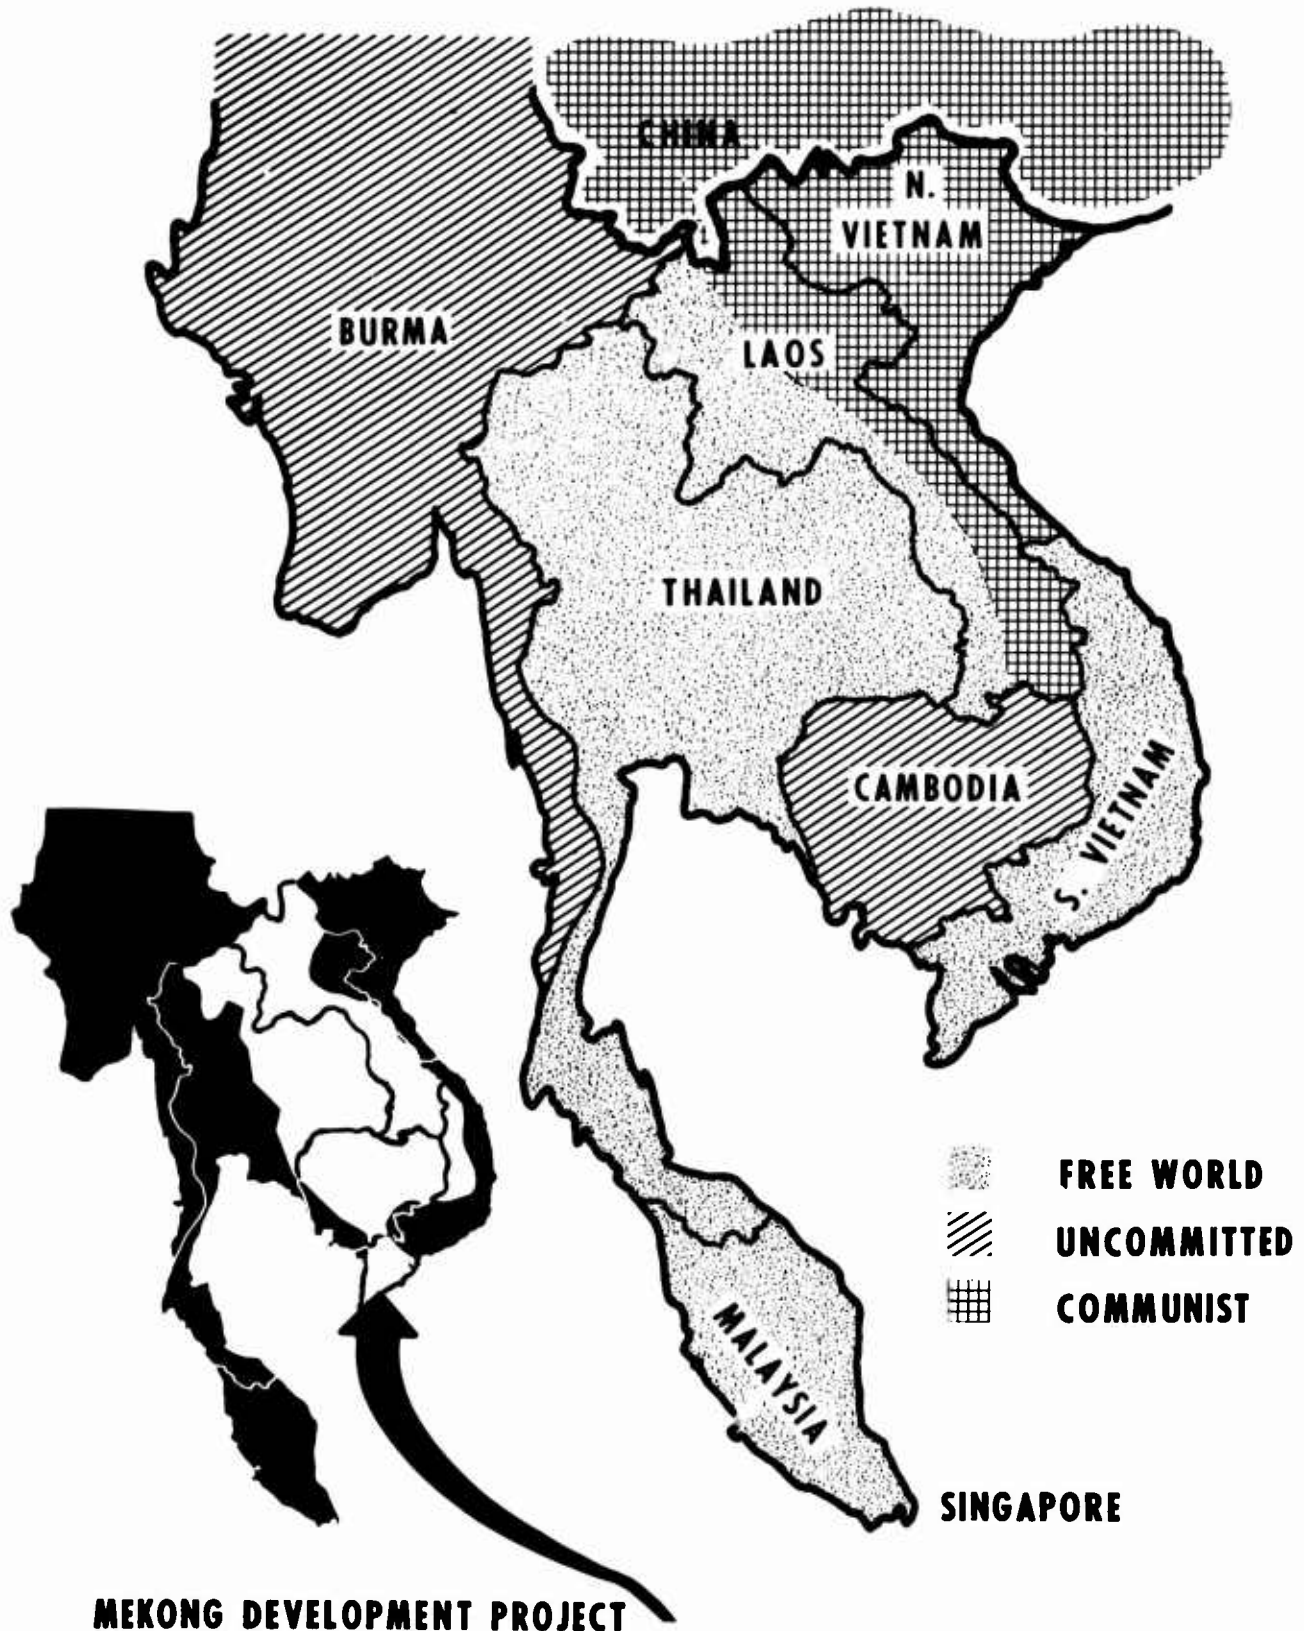 CHINA
N.
VIETNAM
BURMA
LAOS
THAILAND
CAMBODIA
S. VIETNAM
FREE WORLD
UNCOMMITTED
COMMUNIST
MALAYSIA
SINGAPORE
MEKONG DEVELOPMENT PROJECT